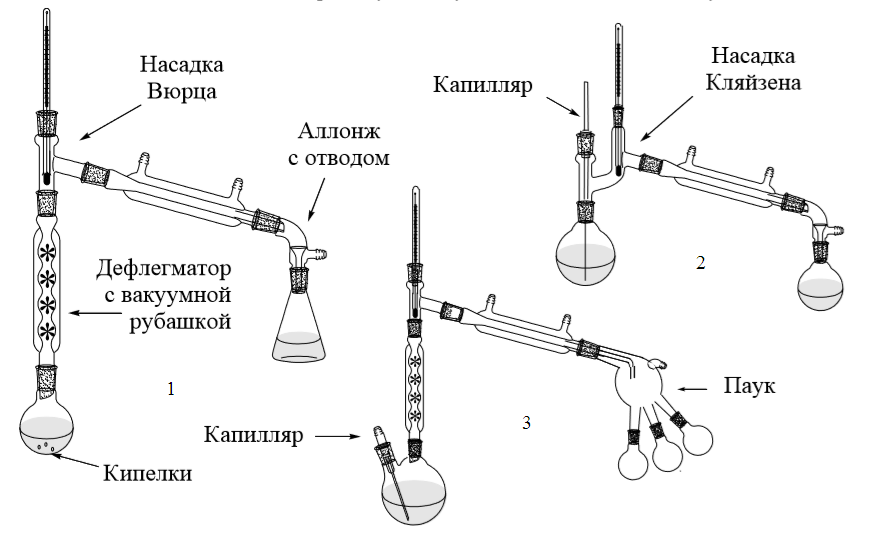 Насадка
Вюрца
Аллонж
с отводом
Дефлегматор
с вакуумной
рубашкой
1
Кипелки
Капилляр
Насадка
Кляйзена
2
Капилляр
3
Паук